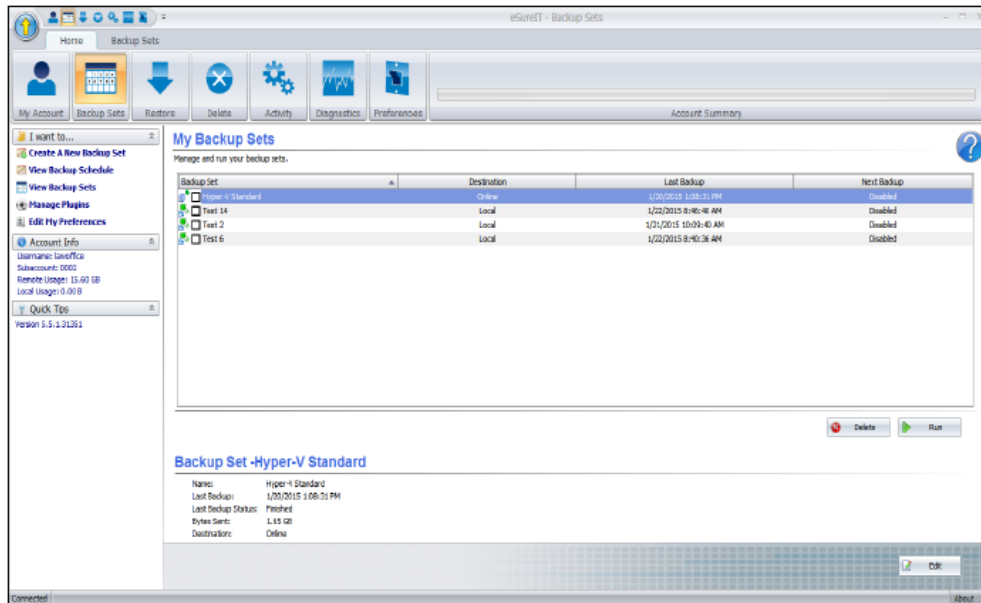 eSureIT - Backup Sets
Home Backup Sets
My Account Backup Sets Restore Delete Activity Diagnostics Preferences Account Summary
I want to...
Create A New Backup Set
View Backup Schedule
View Backup Sets
Manage Plugins
Edit My Preferences
Account Info
Username: lawoffice
Subaccount: 0002
Remote Usage: 15.60 GB
Local Usage: 0.00 B
Quick Tips
Version 5.5.1.31351
My Backup Sets
Manage and run your backup sets.
Backup Set Destination Last Backup Next Backup
Hyper-V Standard Online 1/20/2015 1:08:31 PM Disabled
Test 14 Local 1/22/2015 8:46:46 AM Disabled
Test 2 Local 1/21/2015 10:09:40 AM Disabled
Test 6 Local 1/22/2015 8:40:36 AM Disabled
Delete Run
Backup Set -Hyper-V Standard
Name: Hyper-V Standard
Last Backup: 1/20/2015 1:08:31 PM
Last Backup Status: Finished
Bytes Sent: 1.65 GB
Destination: Online
Edit
Connected About